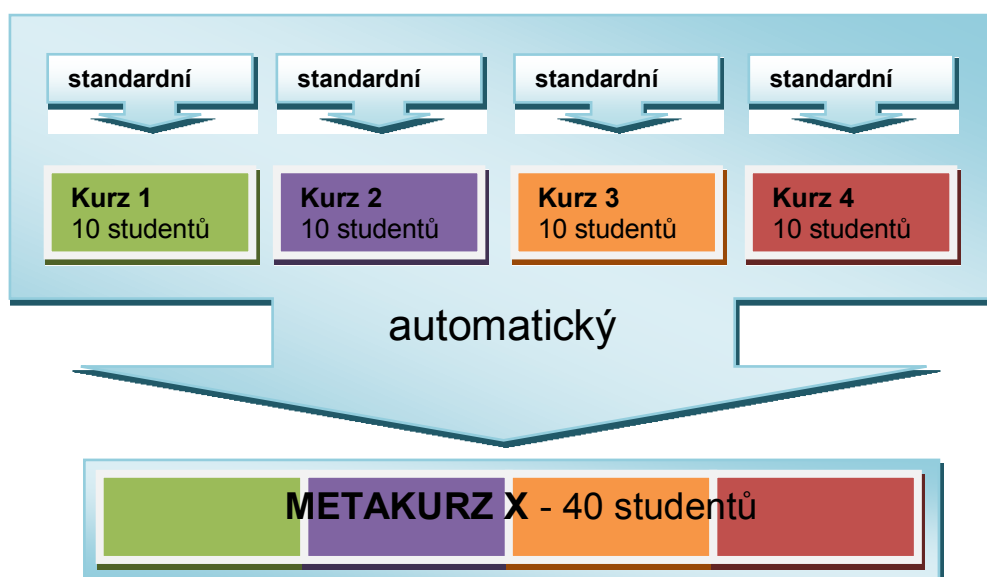 standardní
standardní
standardní
standardní
Kurz 1
10 studentů
Kurz 2
10 studentů
Kurz 3
10 studentů
Kurz 4
10 studentů
automatický
METAKURZ X - 40 studentů